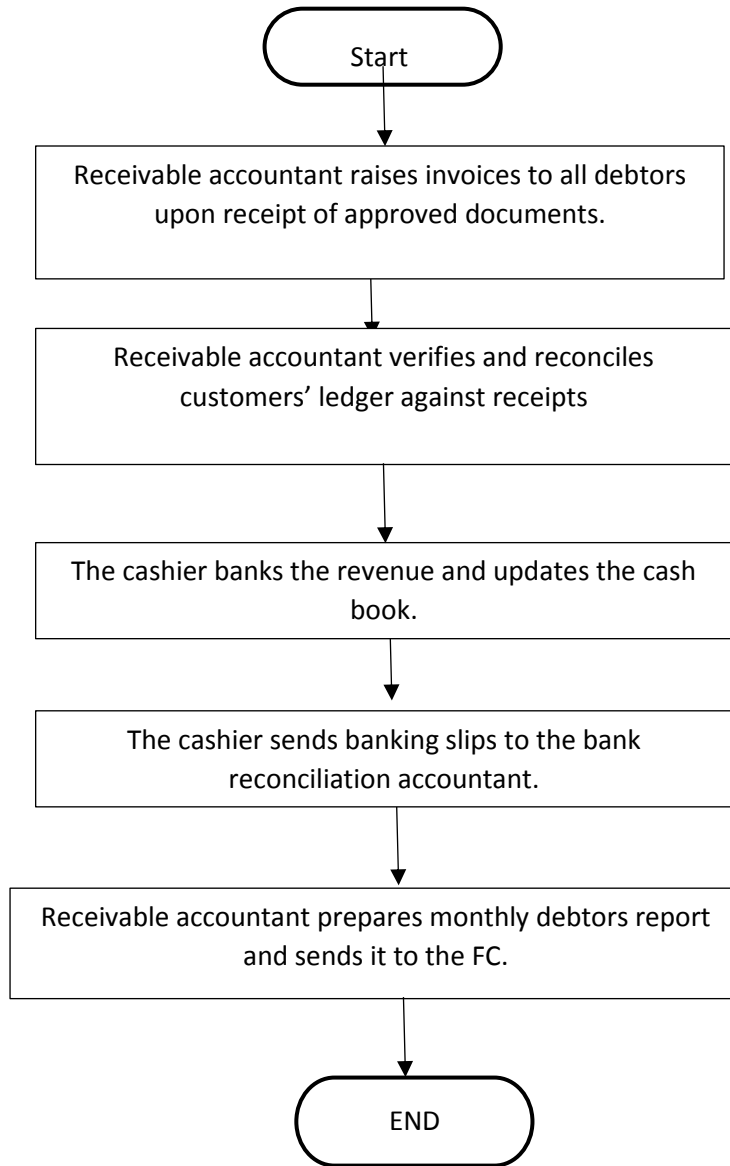 Start
Receivable accountant raises invoices to all debtors
upon receipt of approved documents.
Receivable accountant verifies and reconciles
customers’ ledger against receipts
The cashier banks the revenue and updates the cash
book.
The cashier sends banking slips to the bank
reconciliation accountant.
Receivable accountant prepares monthly debtors report
and sends it to the FC.
END